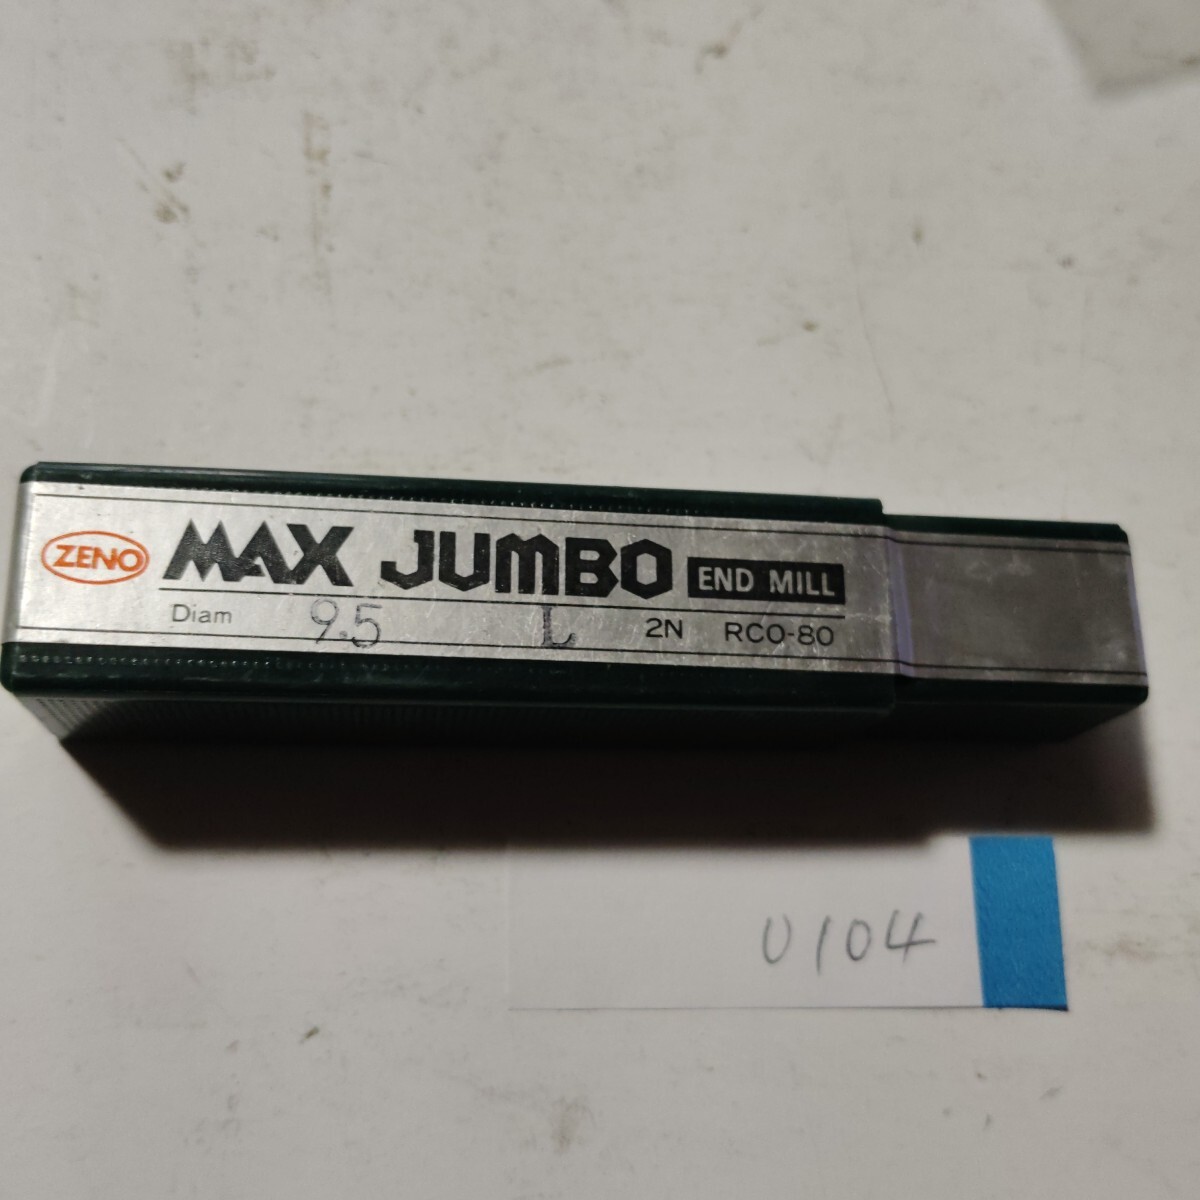 ZENO MAX JUMBO END MILL
Diam 9.5 L 2N RCO-80
U104